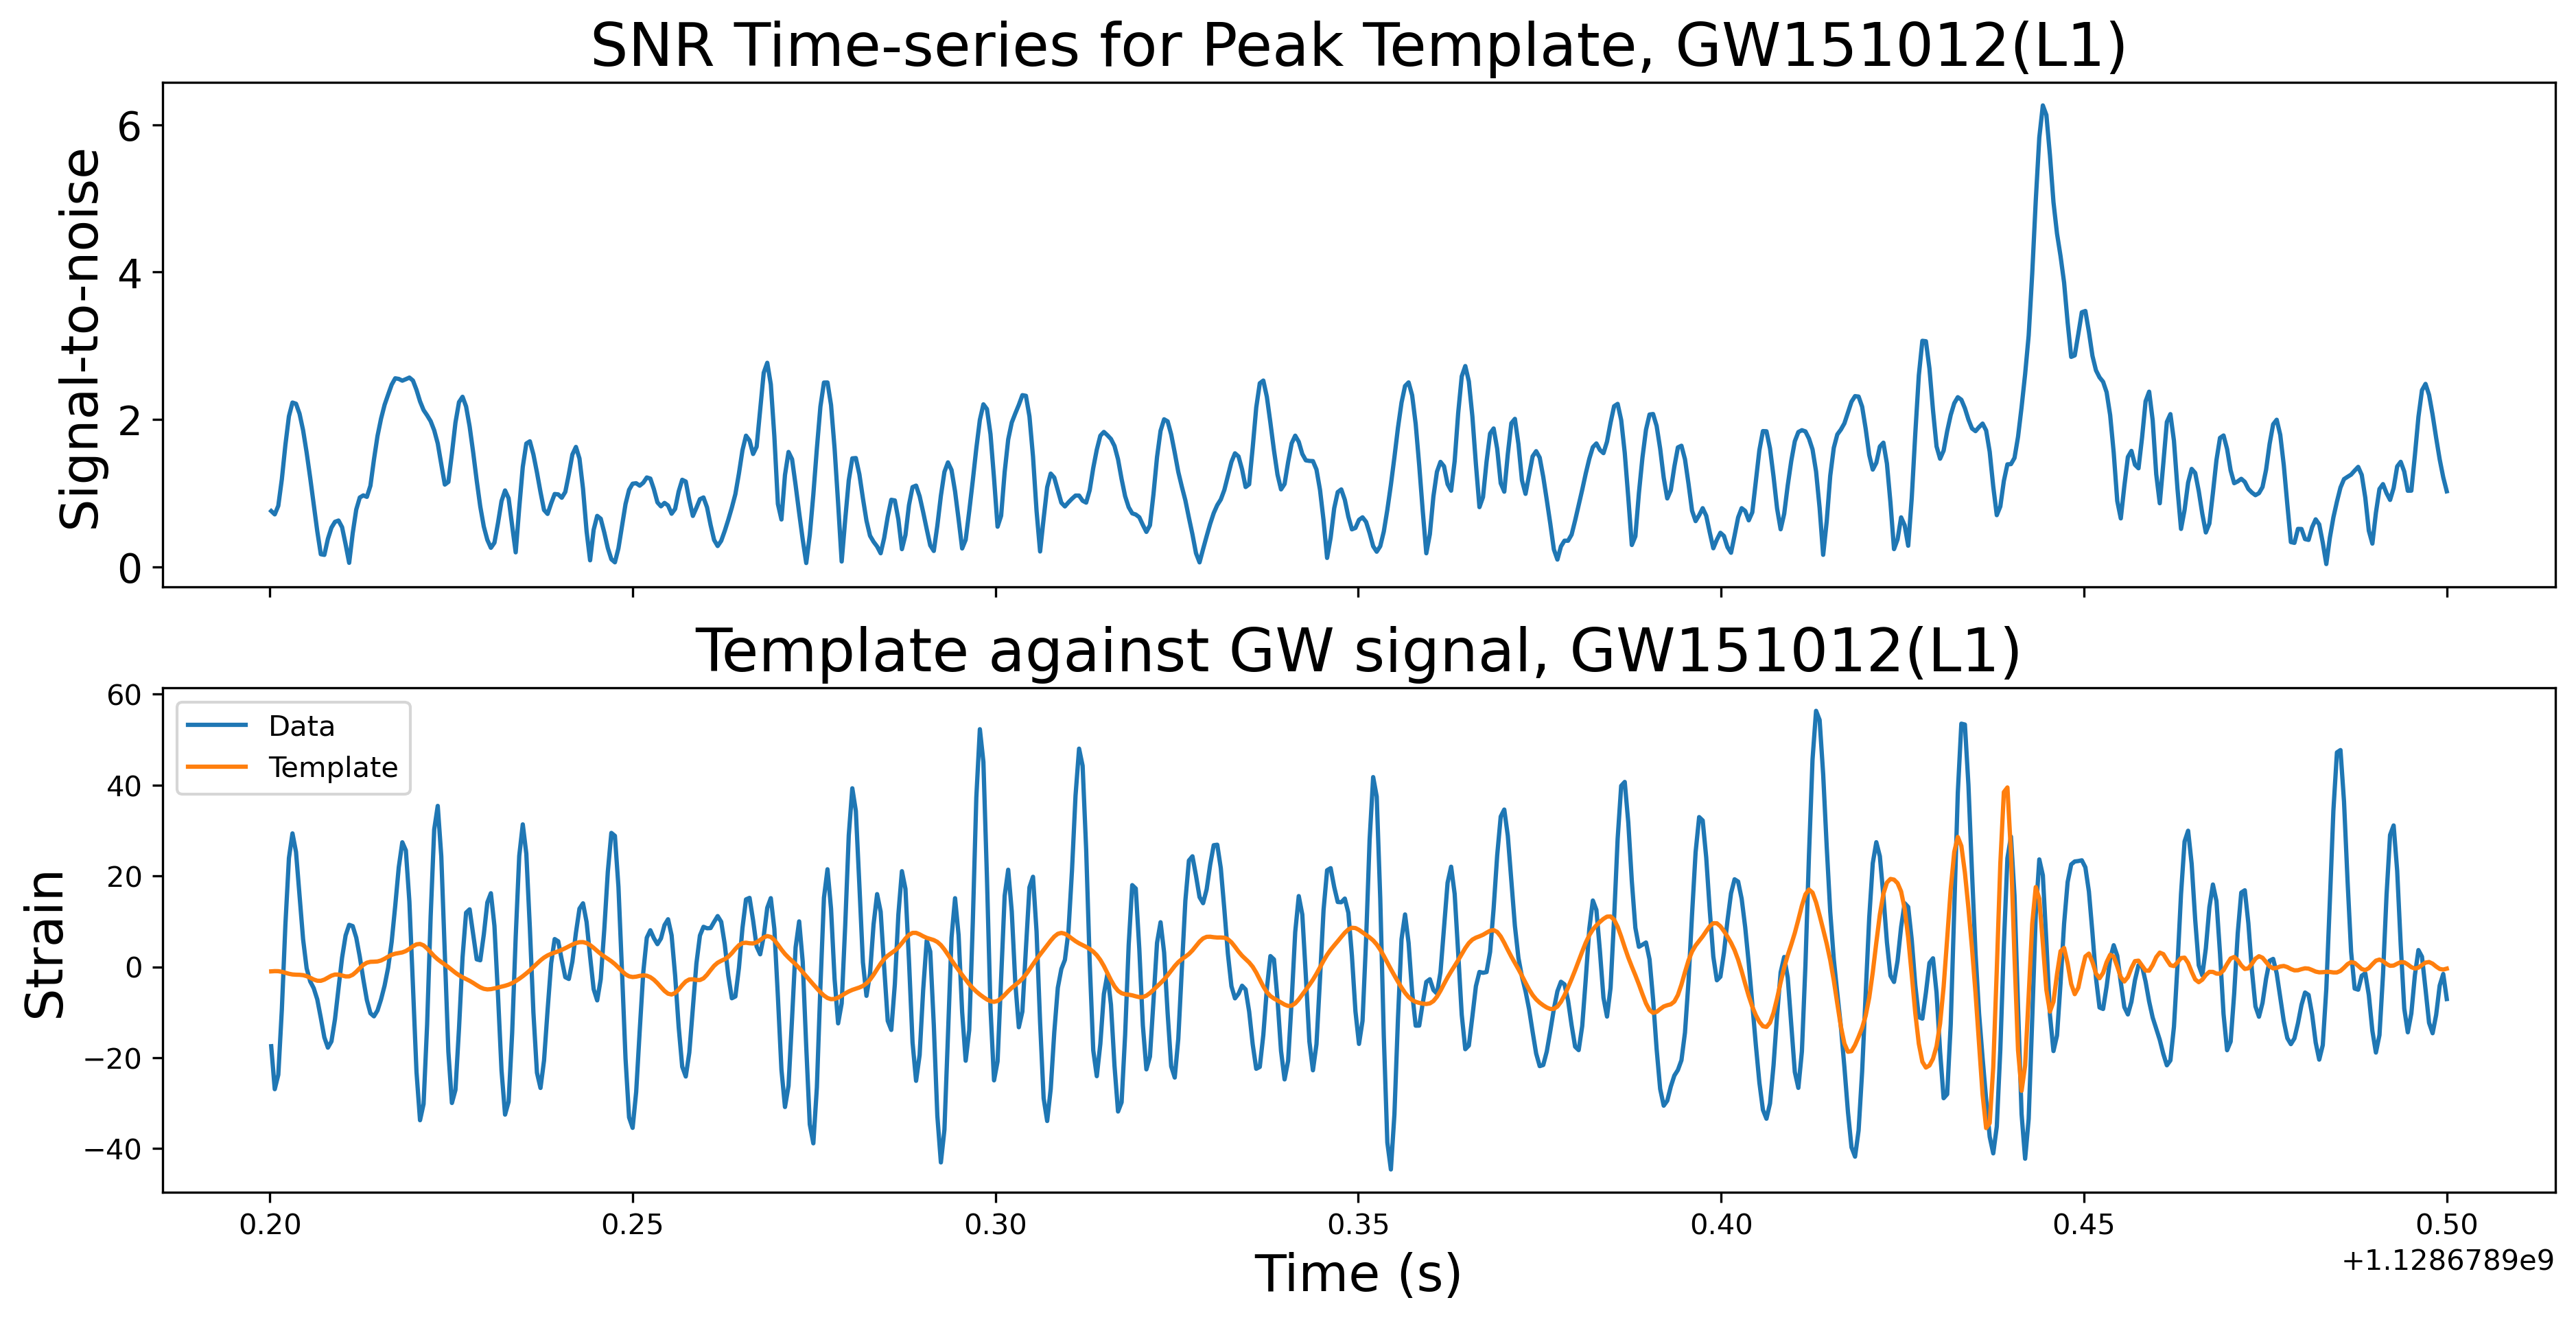 SNR Time-series for Peak Template, GW151012(L1)
Signal-to-noise
6
4
2
0
Template against GW signal, GW151012(L1)
Strain
60
40
20
0
−20
−40
Data
Template
0.20 0.25 0.30 0.35 0.40 0.45 0.50
+1.1286789e9
Time (s)